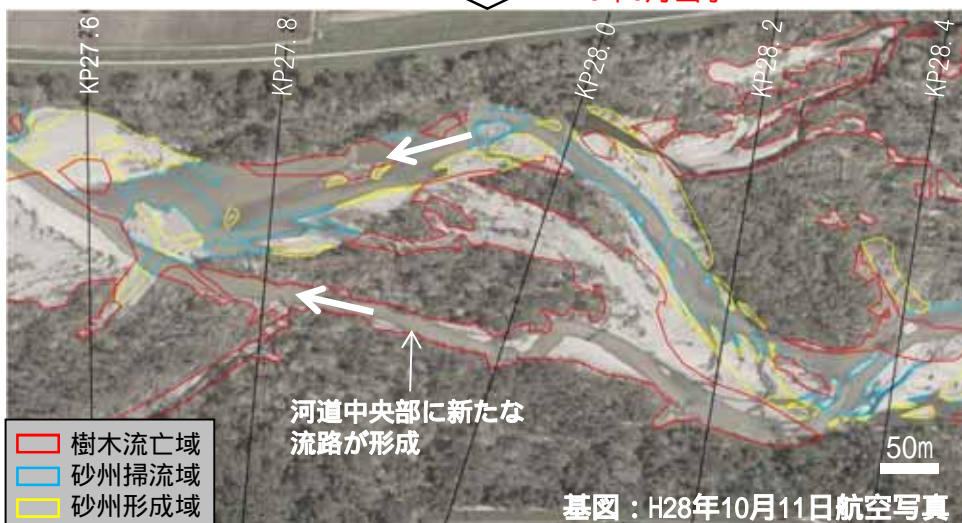 KP27.6
KP27.8
KP28.0
KP28.2
KP28.4
河道中央部に新たな
流路が形成
樹木流亡域
砂州掃流域
砂州形成域
50m
基図：H28年10月11日航空写真